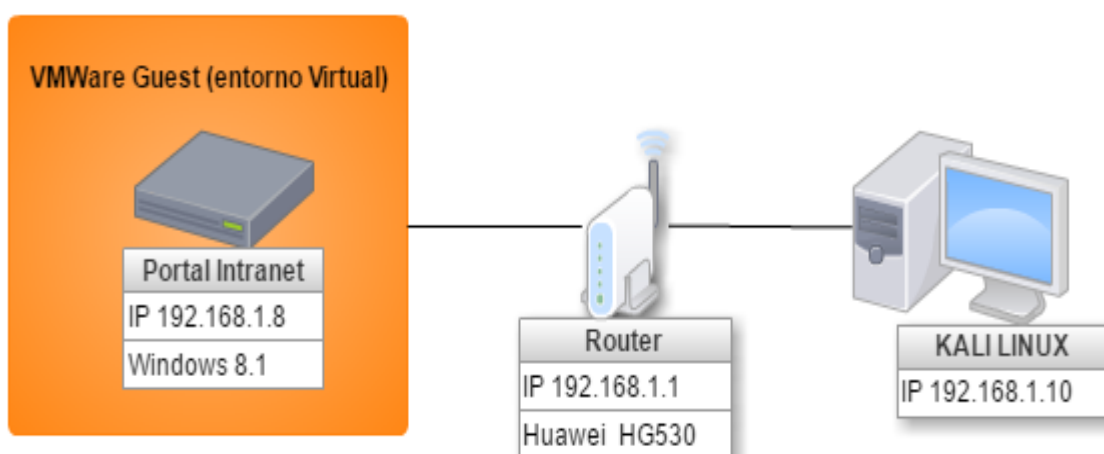 VMWare Guest (entorno Virtual)
Portal Intranet
IP 192.168.1.8
Windows 8.1
Router
IP 192.168.1.1
Huawei HG530
KALI LINUX
IP 192.168.1.10